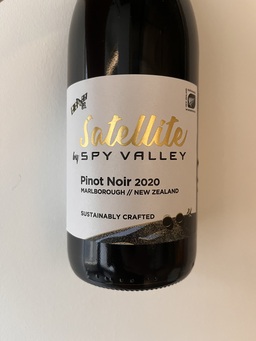 Satellite
by SPY VALLEY
Pinot Noir 2020
MARLBOROUGH // NEW ZEALAND
SUSTAINABLY CRAFTED